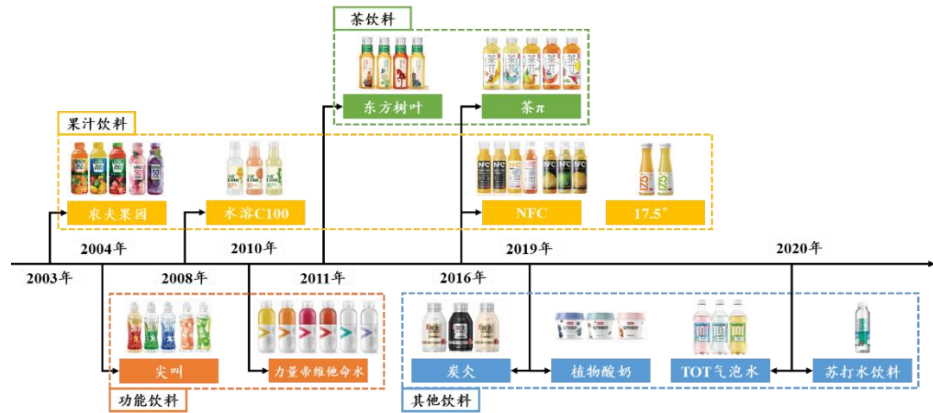 茶饮料
东方树叶
茶π
果汁饮料
农夫果园
水溶C100
NFC
17.5°
2004年
2010年
2019年
2020年
2003年
2008年
2011年
2016年
尖叫
力量帝维他命水
炭仌
植物酸奶
TOT气泡水
苏打水饮料
功能饮料
其他饮料